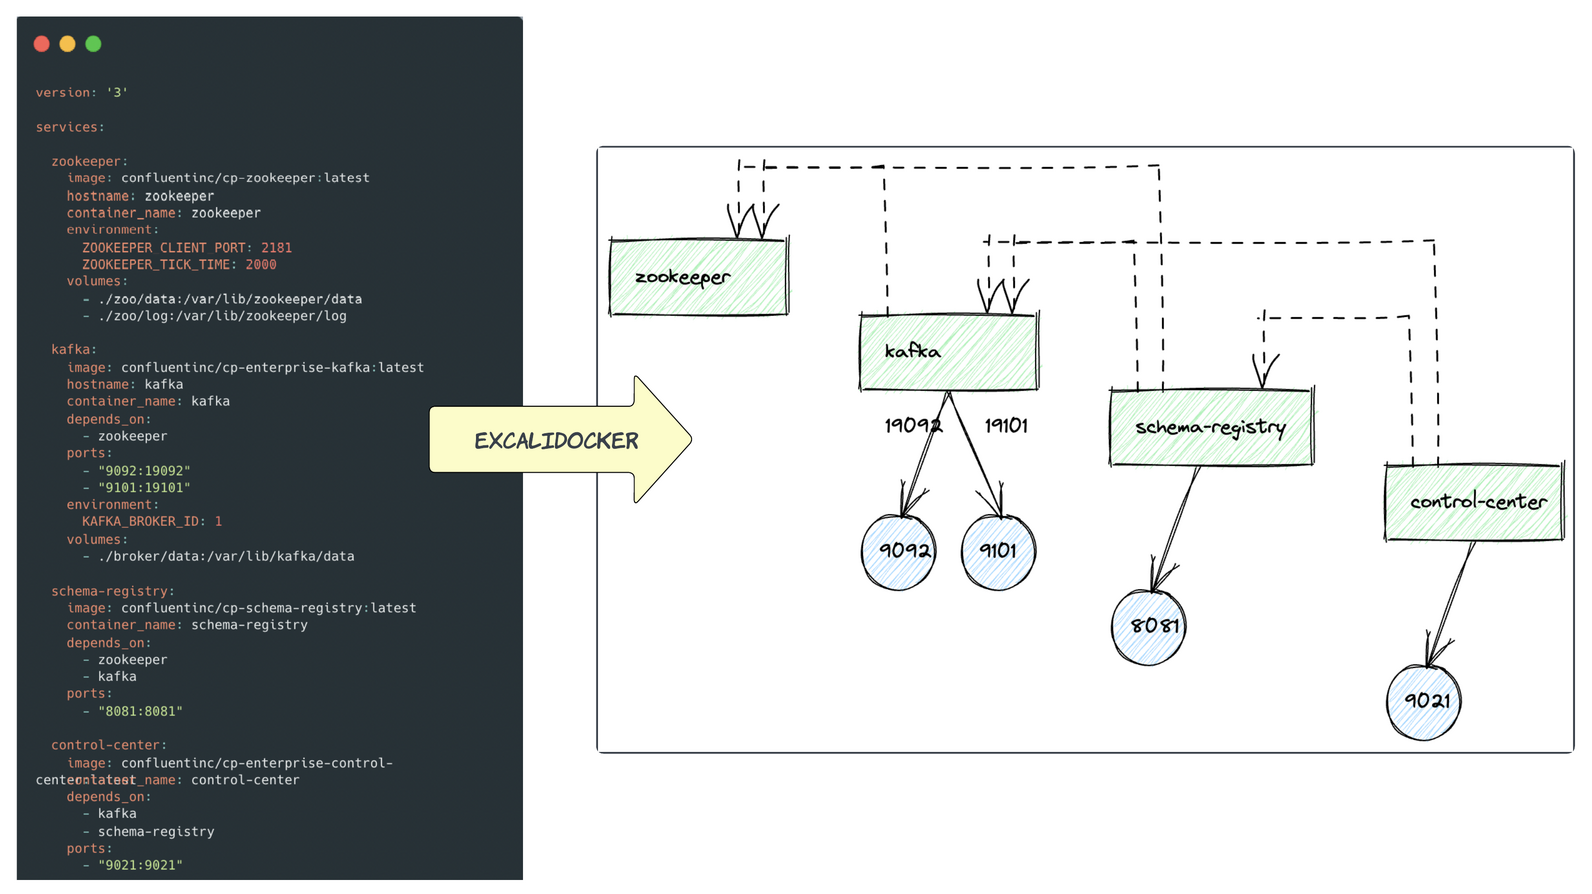 version: '3'
services:
zookeeper:
image: confluentinc/cp-zookeeper:latest
hostname: zookeeper
container_name: zookeeper
environment:
ZOOKEEPER_CLIENT_PORT: 2181
ZOOKEEPER_TICK_TIME: 2000
volumes:
- ./zoo/data:/var/lib/zookeeper/data
- ./zoo/log:/var/lib/zookeeper/log
kafka:
image: confluentinc/cp-enterprise-kafka:latest
hostname: kafka
container_name: kafka
depends_on:
- zookeeper
ports:
- "9092:19092"
- "9101:19101"
environment:
KAFKA_BROKER_ID: 1
volumes:
- ./broker/data:/var/lib/kafka/data
schema-registry:
image: confluentinc/cp-schema-registry:latest
container_name: schema-registry
depends_on:
- zookeeper
- kafka
ports:
- "8081:8081"
control-center:
image: confluentinc/cp-enterprise-control-
center:latest
container_name: control-center
depends_on:
- kafka
- schema-registry
ports:
- "9021:9021"
EXCALIDOCKER
zookeeper
kafka
19092 19101
schema-registry
control-center
9092 9101
8081
9021